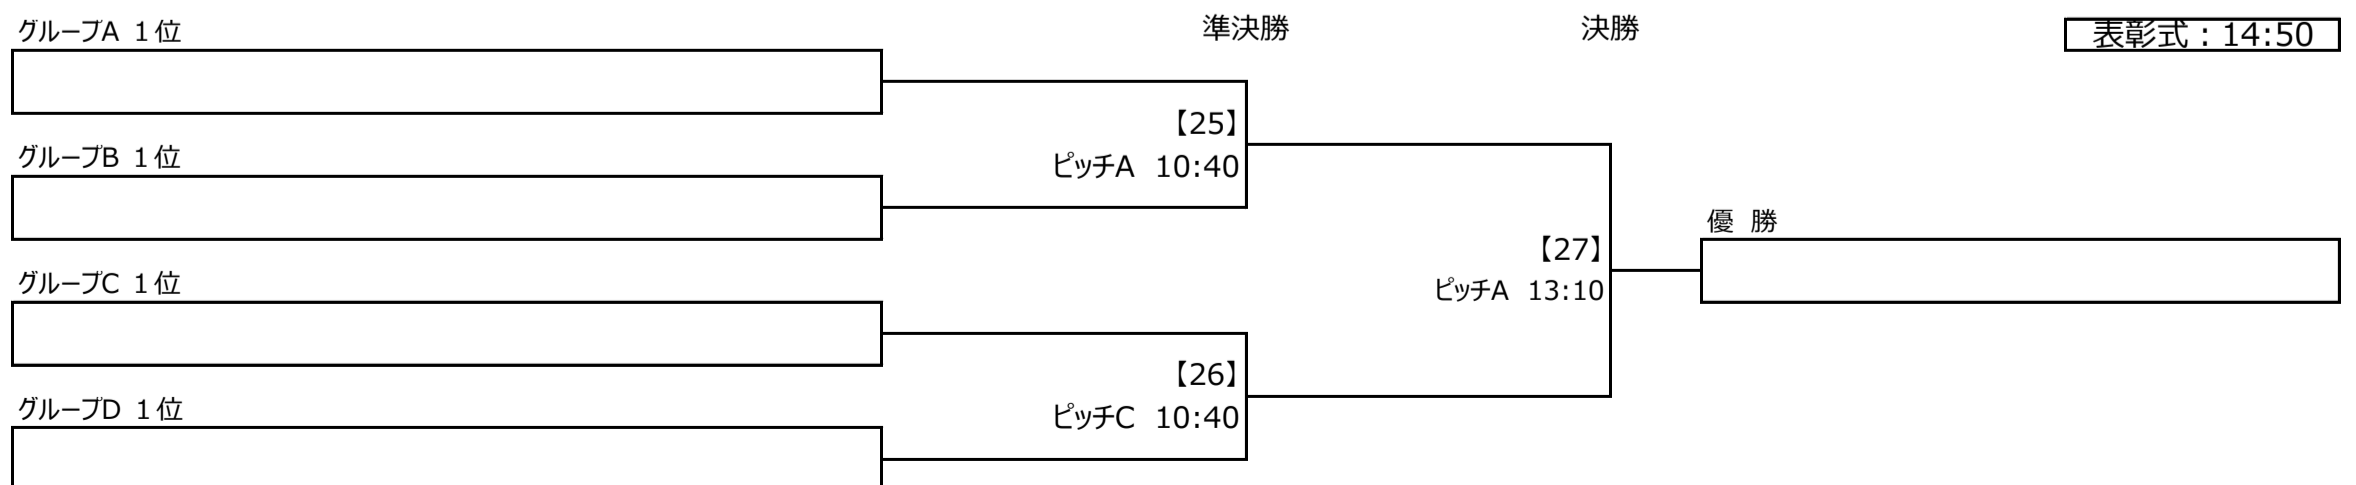 グループA １位
準決勝
決勝
表彰式：14:50
【25】
ピッチA 10:40
グループB １位
優 勝
【27】
ピッチA 13:10
グループC １位
【26】
ピッチC 10:40
グループD １位